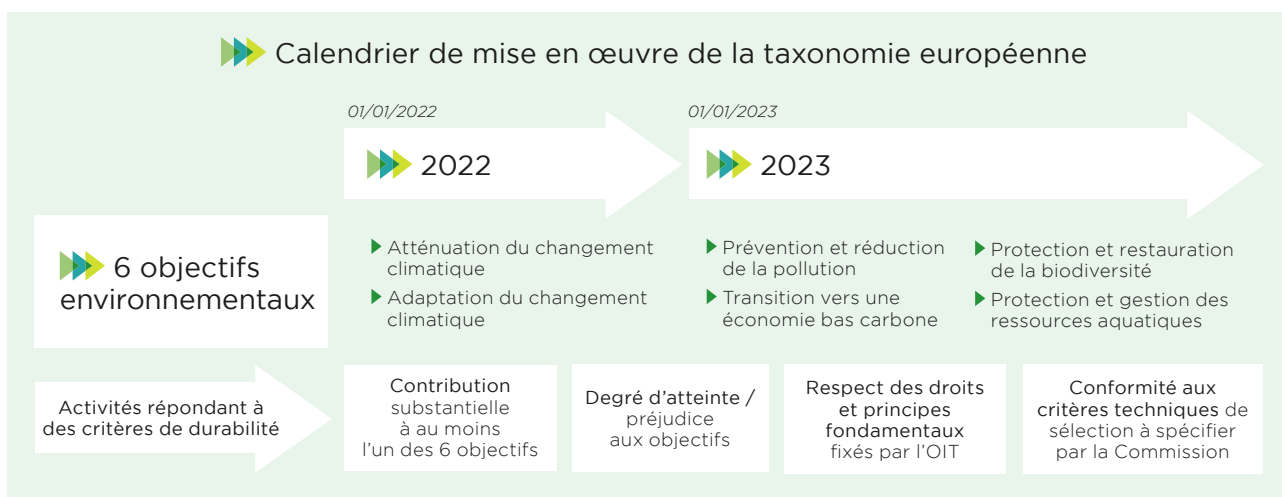 Calendrier de mise en œuvre de la taxonomie européenne
01/01/2022
01/01/2023
2022
2023
6 objectifs
environnementaux
Atténuation du changement
climatique
Adaptation du changement
climatique
Prévention et réduction
de la pollution
Transition vers une
économie bas carbone
Protection et restauration
de la biodiversité
Protection et gestion des
ressources aquatiques
Activités répondant à
des critères de durabilité
Contribution
substantielle
à au moins
l’un des 6 objectifs
Degré d’atteinte /
préjudice
aux objectifs
Respect des droits
et principes
fondamentaux
fixés par l’OIT
Conformité aux
critères techniques de
sélection à spécifier
par la Commission